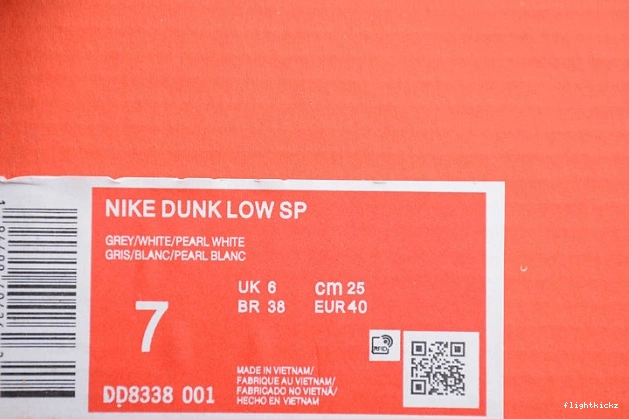 NIKE DUNK LOW SP
GREY/WHITE/PEARL WHITE
GRIS/BLANC/PEARL BLANC
UK 6 cm 25
BR 38 EUR 40
7
RFID
DD8338 001
MADE IN VIETNAM/
FABRIQUE AU VIETNAM/
FABRICADO NO VIETNÃ/
HECHO EN VIETNAM
flightkickz